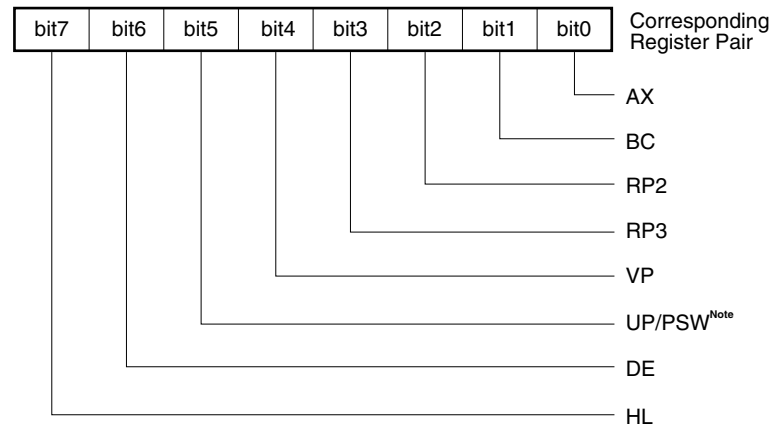 bit7 bit6 bit5 bit4 bit3 bit2 bit1 bit0
Corresponding
Register Pair
AX
BC
RP2
RP3
VP
UP/PSWNote
DE
HL